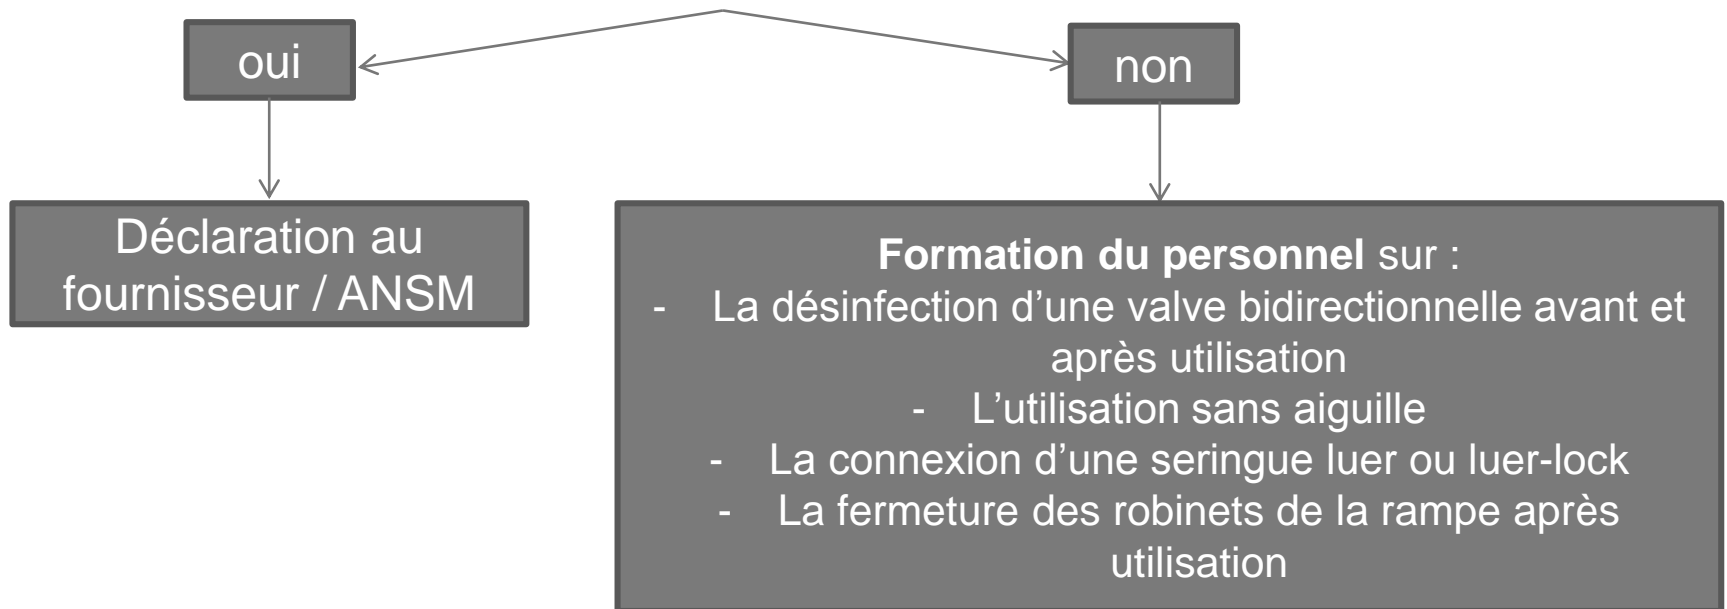 oui
non
Déclaration au
fournisseur / ANSM
Formation du personnel sur :
- La désinfection d’une valve bidirectionnelle avant et
après utilisation
- L’utilisation sans aiguille
- La connexion d’une seringue luer ou luer-lock
- La fermeture des robinets de la rampe après
utilisation